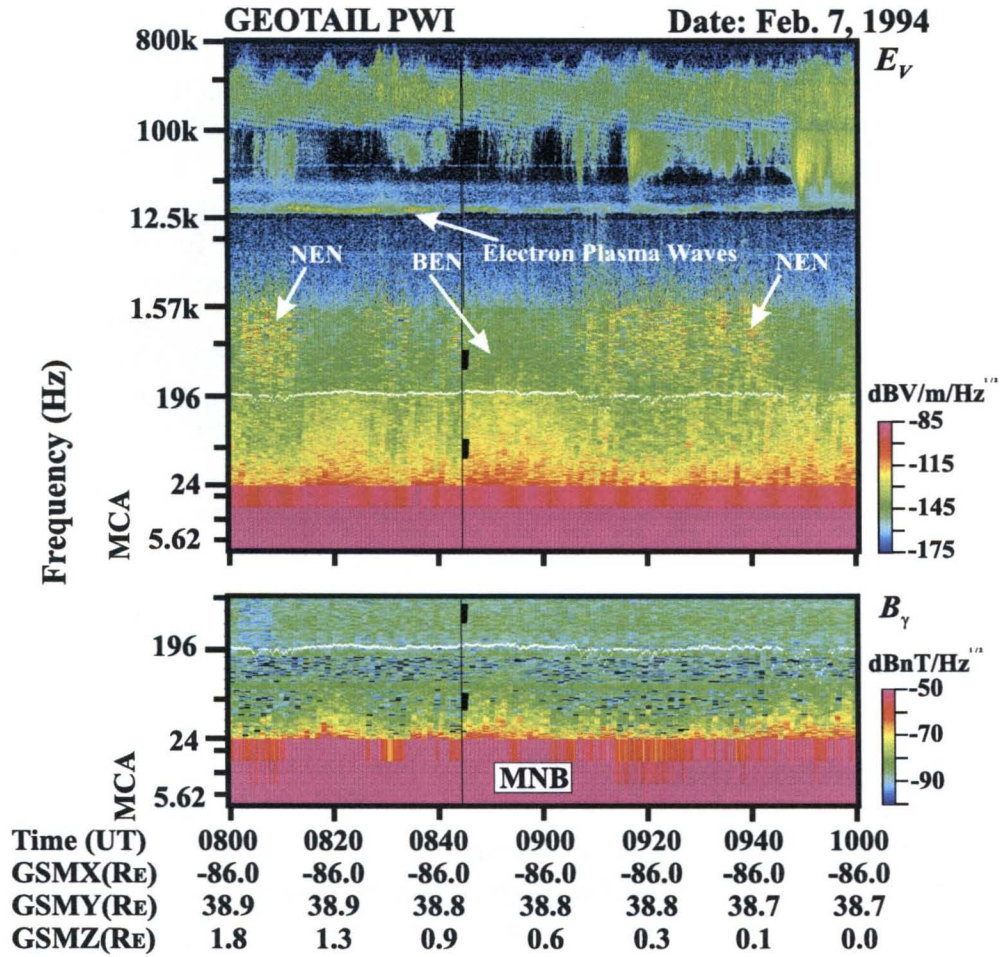 GEOTAIL PWI Date: Feb. 7, 1994
800k
E_V
100k
12.5k
Electron Plasma Waves
NEN
BEN
NEN
1.57k
Frequency (Hz)
196
dBV/m/Hz^1/2
-85
-115
-145
-175
24
MCA
5.62
B_γ
196
dBnT/Hz^1/2
-50
-70
-90
24
MCA
MNB
5.62
Time (UT) 0800 0820 0840 0900 0920 0940 1000
GSMX(RE) -86.0 -86.0 -86.0 -86.0 -86.0 -86.0 -86.0
GSMY(RE) 38.9 38.9 38.8 38.8 38.8 38.7 38.7
GSMZ(RE) 1.8 1.3 0.9 0.6 0.3 0.1 0.0